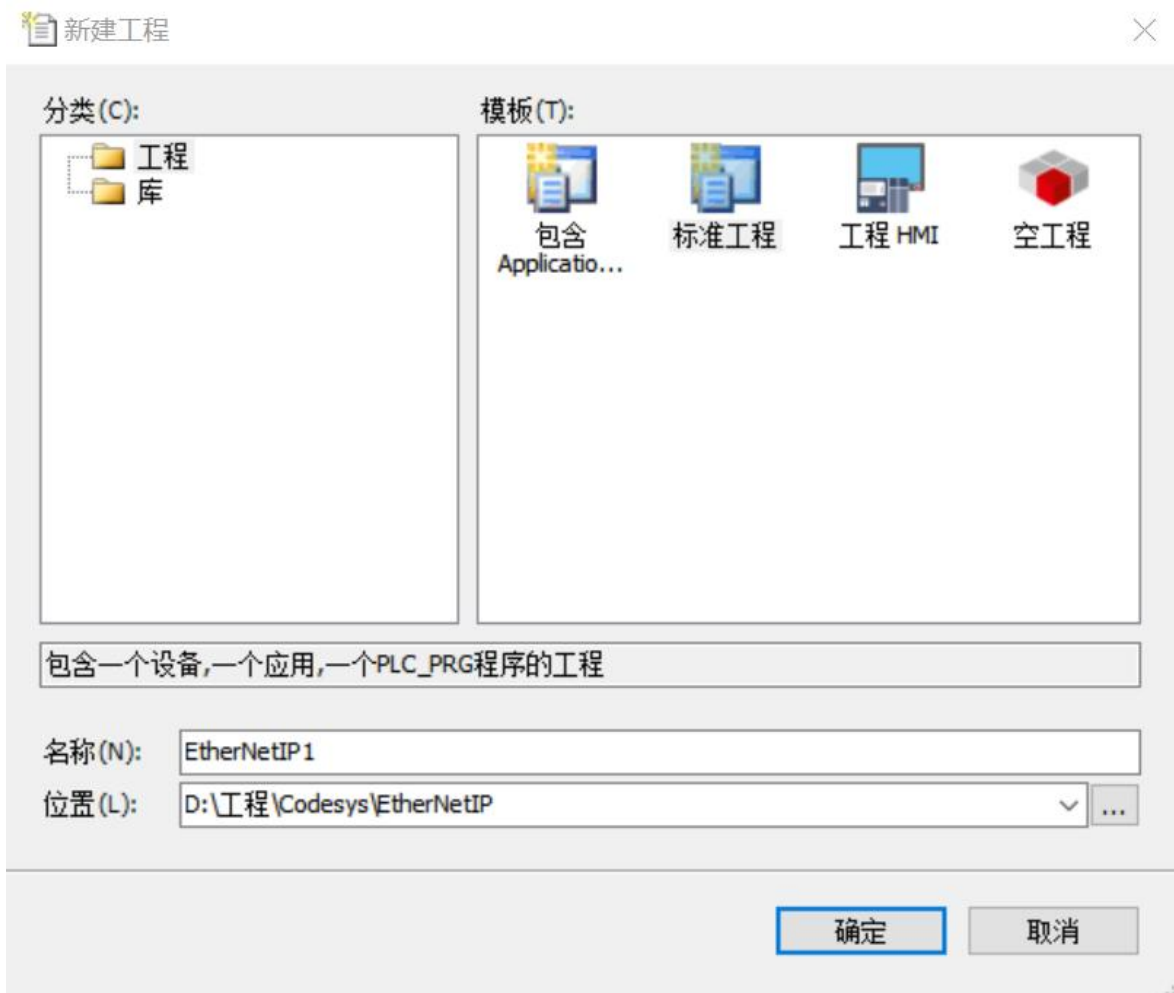 新建工程
分类(C):
模板(T):
工程
库
包含
Applicatio...
标准工程
工程 HMI
空工程
包含一个设备,一个应用,一个PLC_PRG程序的工程
名称(N):
EtherNetIP1
位置(L):
D:\工程\Codesys\EtherNetIP
...
确定
取消